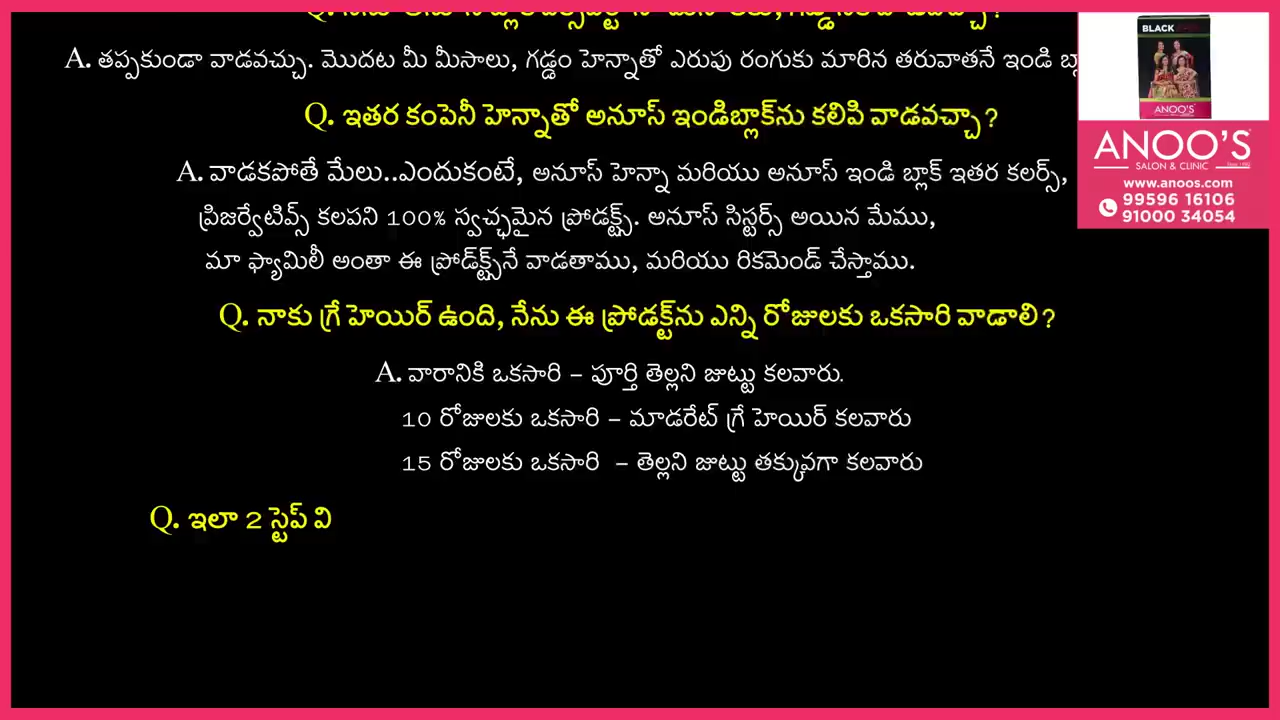 A. తప్పకుండా వాడవచ్చు. మొదట మీ మీసాలు, గడ్డం హెన్నాతో ఎరుపు రంగుకు మారిన తరువాతనే ఇండి
Q. ఇతర కంపెనీ హెన్నాతో అనూస్ ఇండిబ్లాక్‌ను కలిపి వాడవచ్చా?
A. వాడకపోతే మేలు..ఎందుకంటే, అనూస్ హెన్నా మరియు అనూస్ ఇండి బ్లాక్ ఇతర కలర్స్,
ప్రిజర్వేటివ్స్ కలపని 100% స్వచ్ఛమైన ప్రోడక్ట్స్. అనూస్ సిస్టర్స్ అయిన మేము,
మా ఫ్యామిలీ అంతా ఈ ప్రోడ్‌క్ట్స్‌నే వాడతాము, మరియు రికమెండ్ చేస్తాము.
Q. నాకు గ్రే హెయిర్ ఉంది, నేను ఈ ప్రోడక్ట్‌ను ఎన్ని రోజులకు ఒకసారి వాడాలి?
A. వారానికి ఒకసారి – పూర్తి తెల్లని జుట్టు కలవారు.
10 రోజులకు ఒకసారి – మాడరేట్ గ్రే హెయిర్ కలవారు
15 రోజులకు ఒకసారి – తెల్లని జుట్టు తక్కువగా కలవారు
Q. ఇలా 2 స్టెప్ వి
BLACK
ANOO'S
ANOO'S
SALON & CLINIC
www.anoos.com
99596 16106
91000 34054